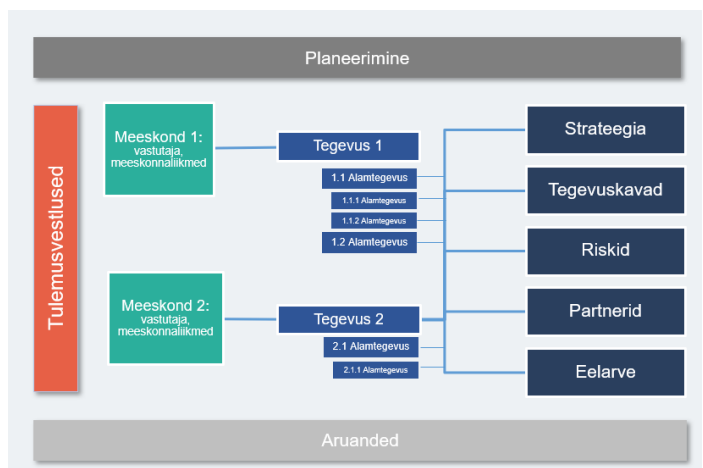 Planeerimine
Tulemusvestlused
Meeskond 1:
vastutaja,
meeskonnaliikmed
Tegevus 1
1.1 Alamtegevus
1.1.1 Alamtegevus
1.1.2 Alamtegevus
1.2 Alamtegevus
Meeskond 2:
vastutaja,
meeskonnaliikmed
Tegevus 2
2.1 Alamtegevus
2.1.1 Alamtegevus
Strateegia
Tegevuskavad
Riskid
Partnerid
Eelarve
Aruanded